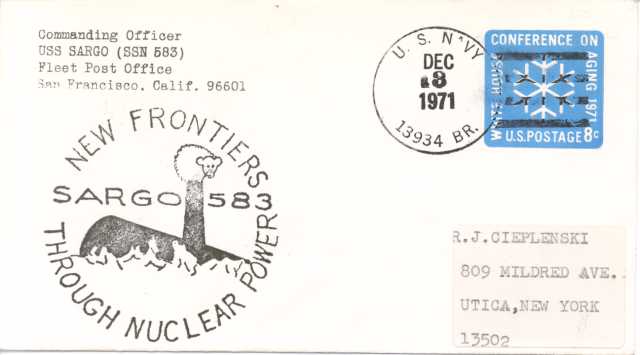 Commanding Officer
USS SARGO (SSN 583)
Fleet Post Office
San Francisco. Calif. 96601
U. S. NAVY
DEC
8
1971
13934 BR.
CONFERENCE ON
AGING 1971
WHITE HOUSE
U.S. POSTAGE 8c
NEW FRONTIERS
SARGO 583
THROUGH NUCLEAR POWER
R.J.CIEPLENSKI
809 MILDRED AVE.
UTICA,NEW YORK
13502